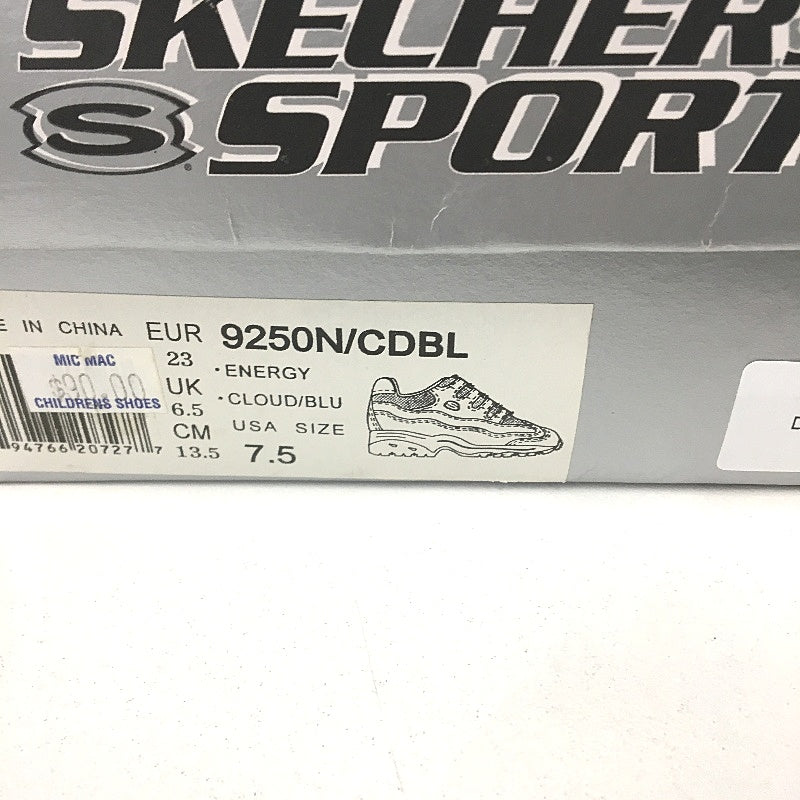 SKECHERS
S SPORT
E IN CHINA EUR 9250N/CDBL
23
UK
6.5
CM
13.5
• ENERGY
• CLOUD/BLU
USA SIZE
7.5
MIC MAC
$90.00
CHILDRENS SHOES
94766 20727 7
D